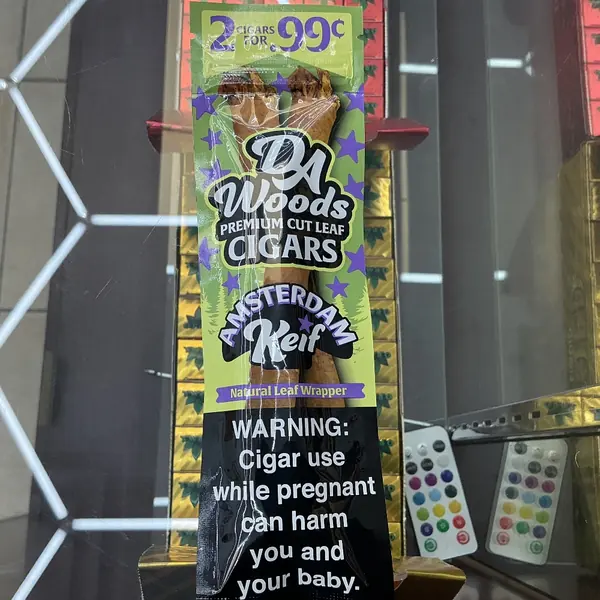 2 CIGARS FOR .99¢
DA
Woods
PREMIUM CUT LEAF
CIGARS
AMSTERDAM
Keif
Natural Leaf Wrapper
WARNING:
Cigar use
while pregnant
can harm
you and
your baby.